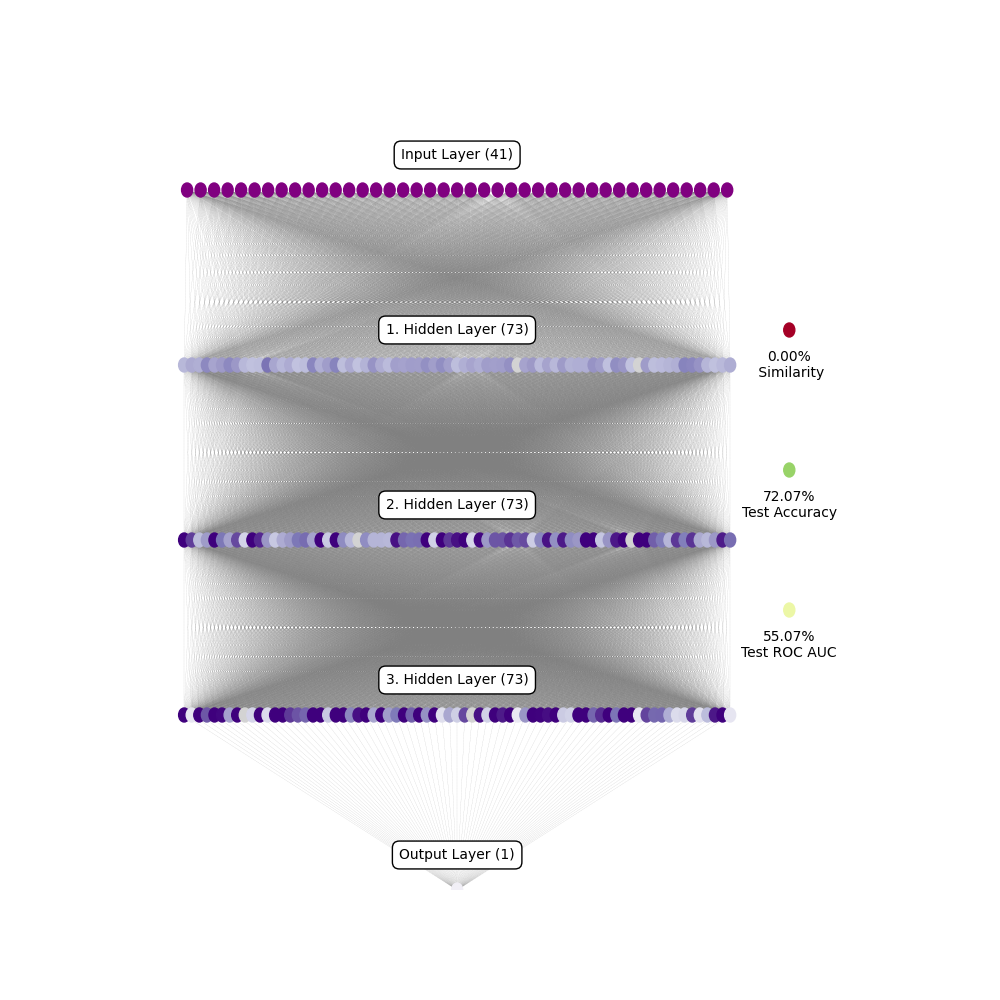 Input Layer (41)
1. Hidden Layer (73)
0.00%
Similarity
2. Hidden Layer (73)
72.07%
Test Accuracy
55.07%
Test ROC AUC
3. Hidden Layer (73)
Output Layer (1)